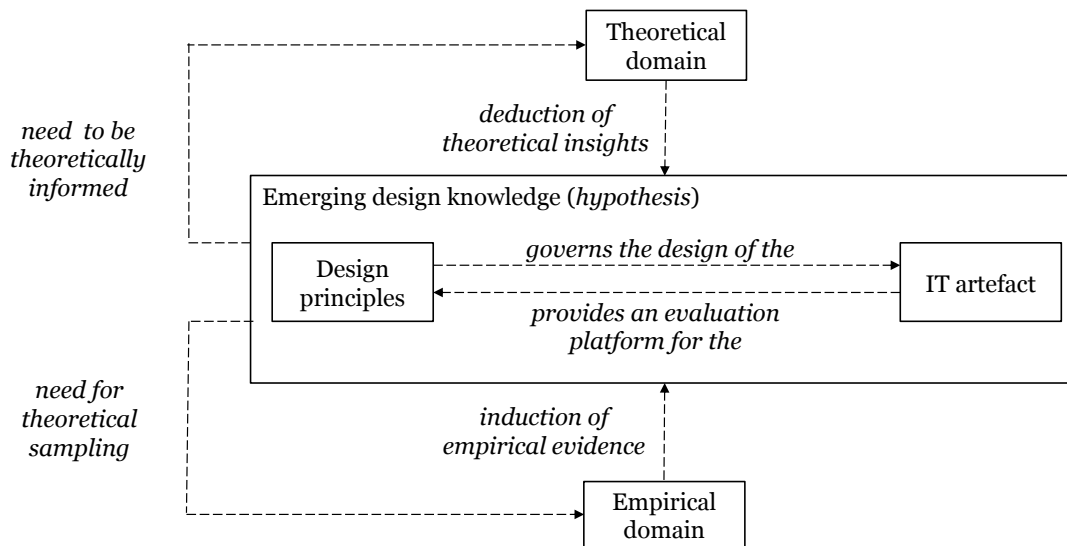 Theoretical
domain
need to be
theoretically
informed
deduction of
theoretical insights
Emerging design knowledge (hypothesis)
Design
principles
governs the design of the
IT artefact
provides an evaluation
platform for the
need for
theoretical
sampling
induction of
empirical evidence
Empirical
domain